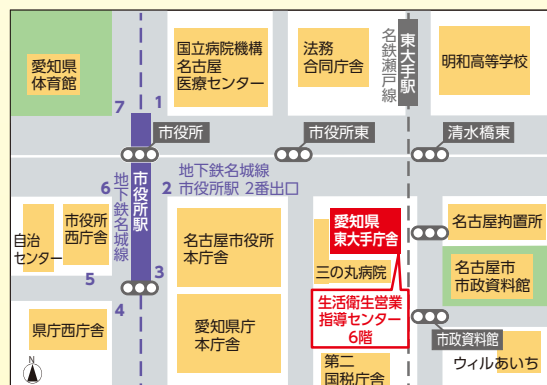 愛知県
体育館
国立病院機構
名古屋
医療センター
法務
合同庁舎
名鉄瀬戸線
東大手駅
明和高等学校
7
1
市役所
市役所東
清水橋東
6
地下鉄名城線
市役所駅
2
地下鉄名城線
市役所駅 2番出口
自治
センター
市役所
西庁舎
名古屋市役所
本庁舎
愛知県
東大手庁舎
三の丸病院
名古屋拘置所
名古屋市
市政資料館
5
3
4
県庁西庁舎
愛知県庁
本庁舎
生活衛生営業
指導センター
6階
市政資料館
第二
国税庁舎
ウィルあいち
N